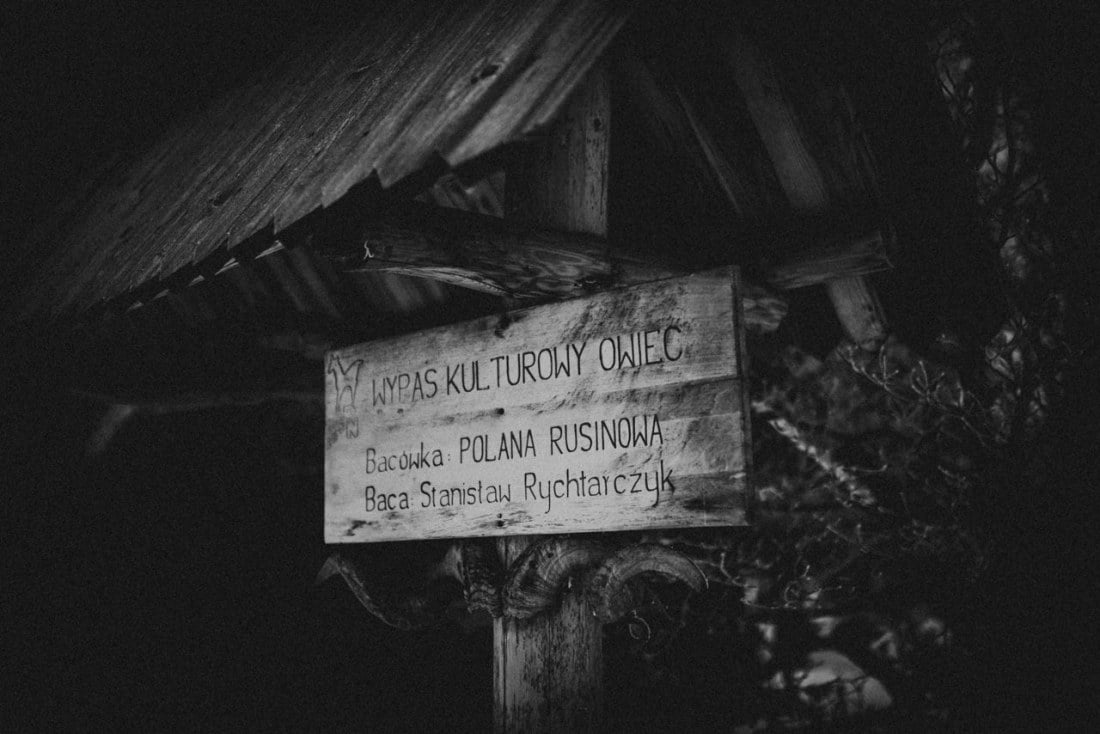 WYPAS KULTUROWY OWIEC
Bacówka: POLANA RUSINOWA
Baca: Stanisław Rychtarczyk